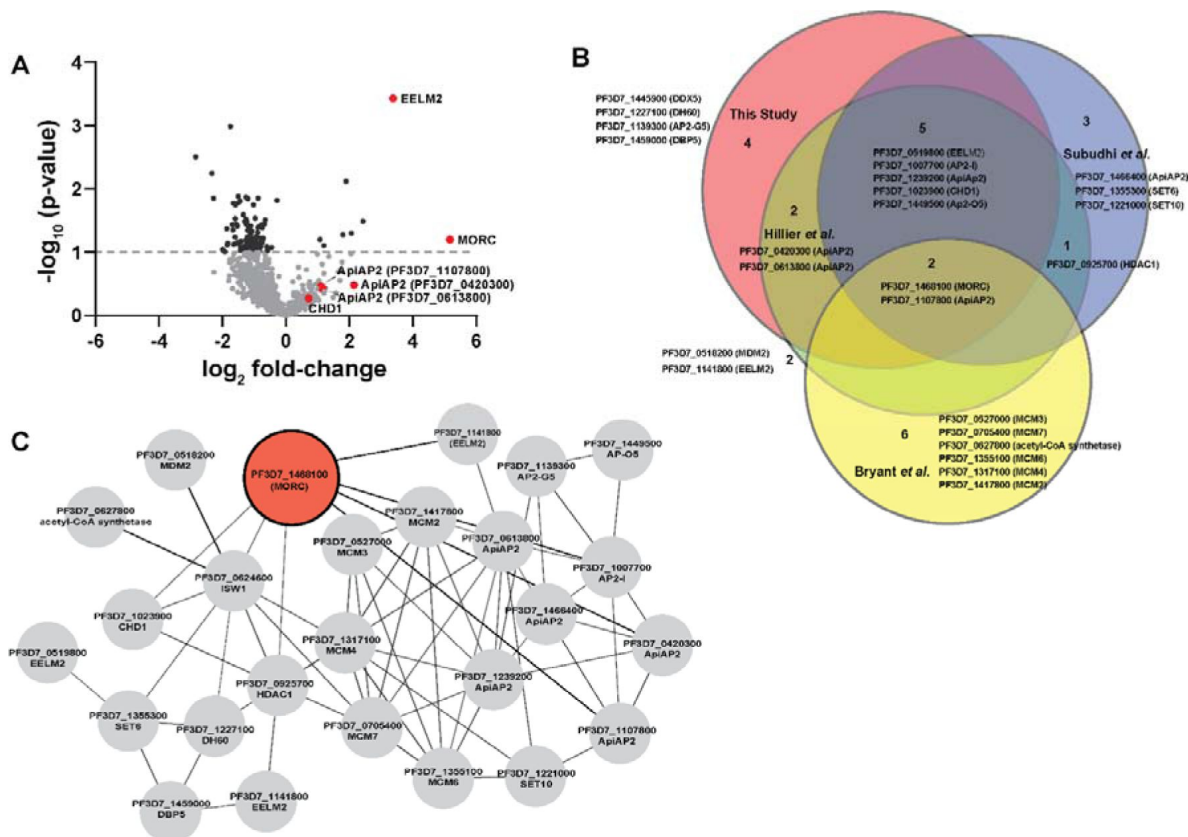 A
4
3
2
1
0
-log10 (p-value)
EELM2
MORC
ApiAP2 (PF3D7_1107800)
ApiAP2 (PF3D7_0420300)
ApiAP2 (PF3D7_0613800)
CHD1
-6
-4
-2
0
2
4
6
log2 fold-change
B
PF3D7_1445900 (DDX5)
PF3D7_1227100 (DH60)
PF3D7_1139300 (AP2-G5)
PF3D7_1459000 (DBP5)
This Study
4
5
PF3D7_0519800 (EELM2)
PF3D7_1007700 (AP2-I)
PF3D7_1239200 (ApiAp2)
PF3D7_1023900 (CHD1)
PF3D7_1449500 (Ap2-O5)
3
Subudhi et al.
PF3D7_1466400 (ApiAP2)
PF3D7_1355300 (SET6)
PF3D7_1221000 (SET10)
2
Hillier et al.
PF3D7_0420300 (ApiAP2)
PF3D7_0613800 (ApiAP2)
1
PF3D7_0925700 (HDAC1)
2
PF3D7_1468100 (MORC)
PF3D7_1107800 (ApiAP2)
PF3D7_0518200 (MDM2)
PF3D7_1141800 (EELM2)
2
6
Bryant et al.
PF3D7_0527000 (MCM3)
PF3D7_0705400 (MCM7)
PF3D7_0627800 (acetyl-CoA synthetase)
PF3D7_1355100 (MCM6)
PF3D7_1317100 (MCM4)
PF3D7_1417800 (MCM2)
C
PF3D7_0518200
MDM2
PF3D7_1468100
(MORC)
PF3D7_1141800
(EELM2)
PF3D7_1449500
AP-O5
PF3D7_1139300
AP2-G5
PF3D7_0627800
acetyl-CoA synthetase
PF3D7_1417800
MCM2
PF3D7_0527000
MCM3
PF3D7_0613800
ApiAP2
PF3D7_1007700
AP2-I
PF3D7_0624600
ISW1
PF3D7_1023900
CHD1
PF3D7_1466400
ApiAP2
PF3D7_0420300
ApiAP2
PF3D7_1317100
MCM4
PF3D7_0519800
EELM2
PF3D7_0925700
HDAC1
PF3D7_1239200
ApiAP2
PF3D7_1355300
SET6
PF3D7_1227100
DH60
PF3D7_0705400
MCM7
PF3D7_1107800
ApiAP2
PF3D7_1355100
MCM6
PF3D7_1221000
SET10
PF3D7_1459000
DBP5
PF3D7_1141800
EELM2